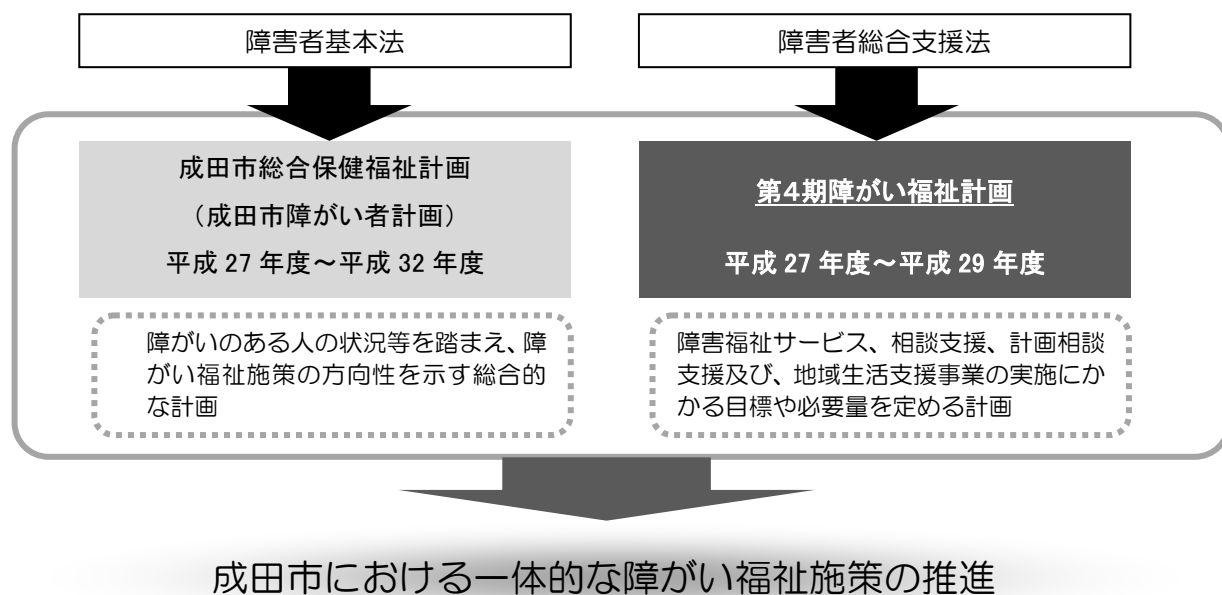 障害者基本法
障害者総合支援法
成田市総合保健福祉計画
（成田市障がい者計画）
平成 27 年度～平成 32 年度
第４期障がい福祉計画
平成 27 年度～平成 29 年度
障がいのある人の状況等を踏まえ、障
がい福祉施策の方向性を示す総合的
な計画
障害福祉サービス、相談支援、計画相談
支援及び、地域生活支援事業の実施にか
かる目標や必要量を定める計画
成田市における一体的な障がい福祉施策の推進